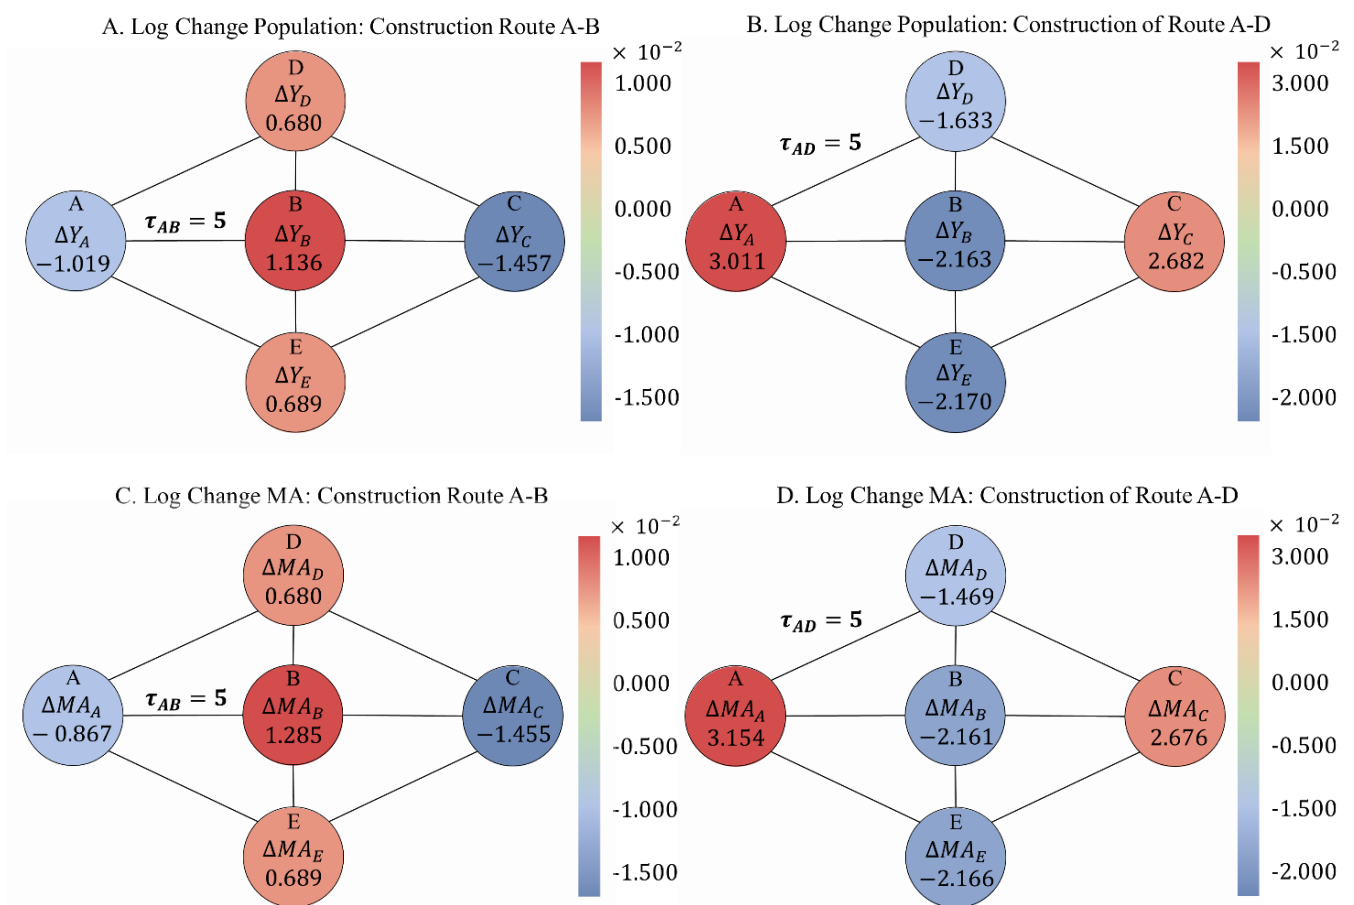 A. Log Change Population: Construction Route A-B
× 10⁻²
D
ΔY_D
0.680
A
ΔY_A
−1.019
τ_AB = 5
B
ΔY_B
1.136
C
ΔY_C
−1.457
E
ΔY_E
0.689
1.000
0.500
0.000
-0.500
-1.000
-1.500
B. Log Change Population: Construction of Route A-D
× 10⁻²
D
ΔY_D
−1.633
τ_AD = 5
A
ΔY_A
3.011
B
ΔY_B
−2.163
C
ΔY_C
2.682
E
ΔY_E
−2.170
3.000
1.500
0.000
-0.500
-1.500
-2.000
C. Log Change MA: Construction Route A-B
× 10⁻²
D
ΔMA_D
0.680
A
ΔMA_A
− 0.867
τ_AB = 5
B
ΔMA_B
1.285
C
ΔMA_C
−1.455
E
ΔMA_E
0.689
1.000
0.500
0.000
-0.500
-1.000
-1.500
D. Log Change MA: Construction of Route A-D
× 10⁻²
D
ΔMA_D
−1.469
τ_AD = 5
A
ΔMA_A
3.154
B
ΔMA_B
−2.161
C
ΔMA_C
2.676
E
ΔMA_E
−2.166
3.000
1.500
0.000
-0.500
-1.500
-2.000